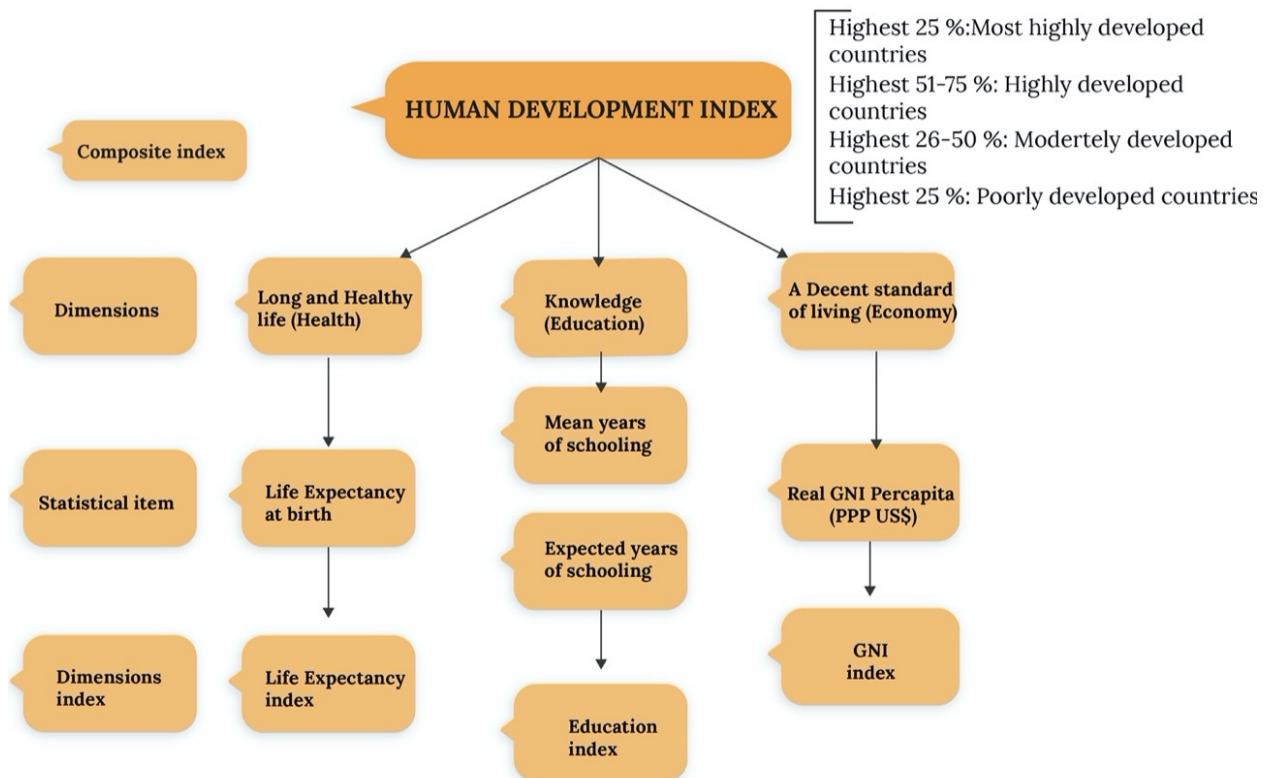 Highest 25 %:Most highly developed
countries
Highest 51-75 %: Highly developed
countries
Highest 26-50 %: Modertely developed
countries
Highest 25 %: Poorly developed countries
HUMAN DEVELOPMENT INDEX
Composite index
Dimensions
Long and Healthy
life (Health)
Knowledge
(Education)
A Decent standard
of living (Economy)
Mean years
of schooling
Statistical item
Life Expectancy
at birth
Expected years
of schooling
Real GNI Percapita
(PPP US$)
Dimensions
index
Life Expectancy
index
Education
index
GNI
index